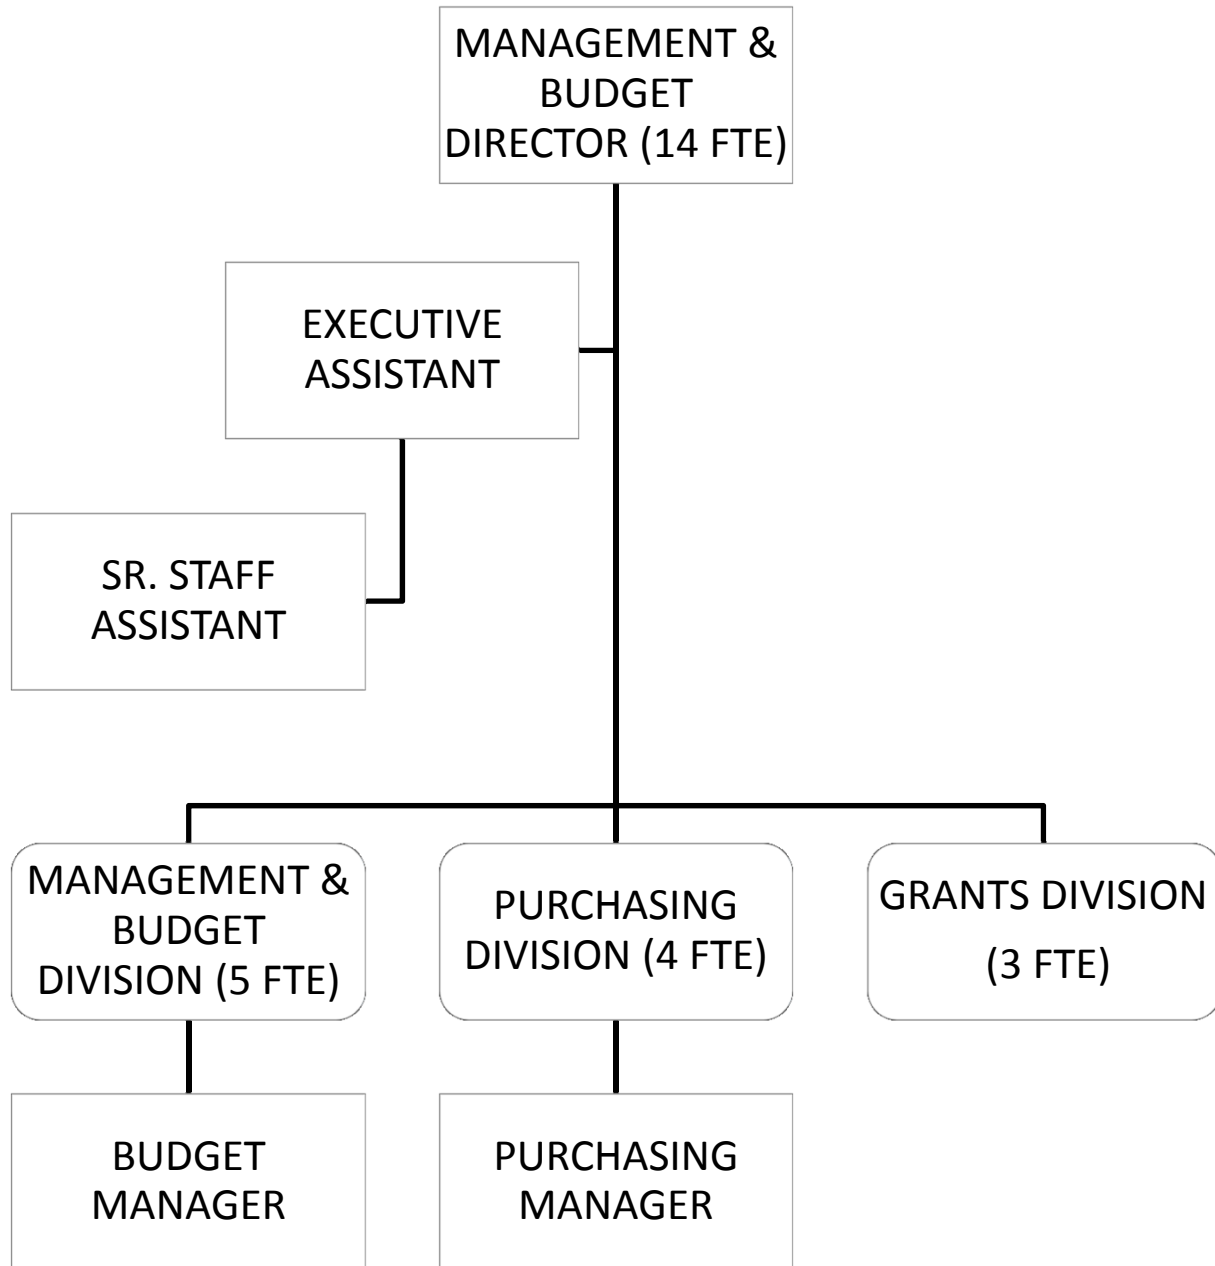 MANAGEMENT &
BUDGET
DIRECTOR (14 FTE)
EXECUTIVE
ASSISTANT
SR. STAFF
ASSISTANT
MANAGEMENT &
BUDGET
DIVISION (5 FTE)
PURCHASING
DIVISION (4 FTE)
GRANTS DIVISION
(3 FTE)
BUDGET
MANAGER
PURCHASING
MANAGER